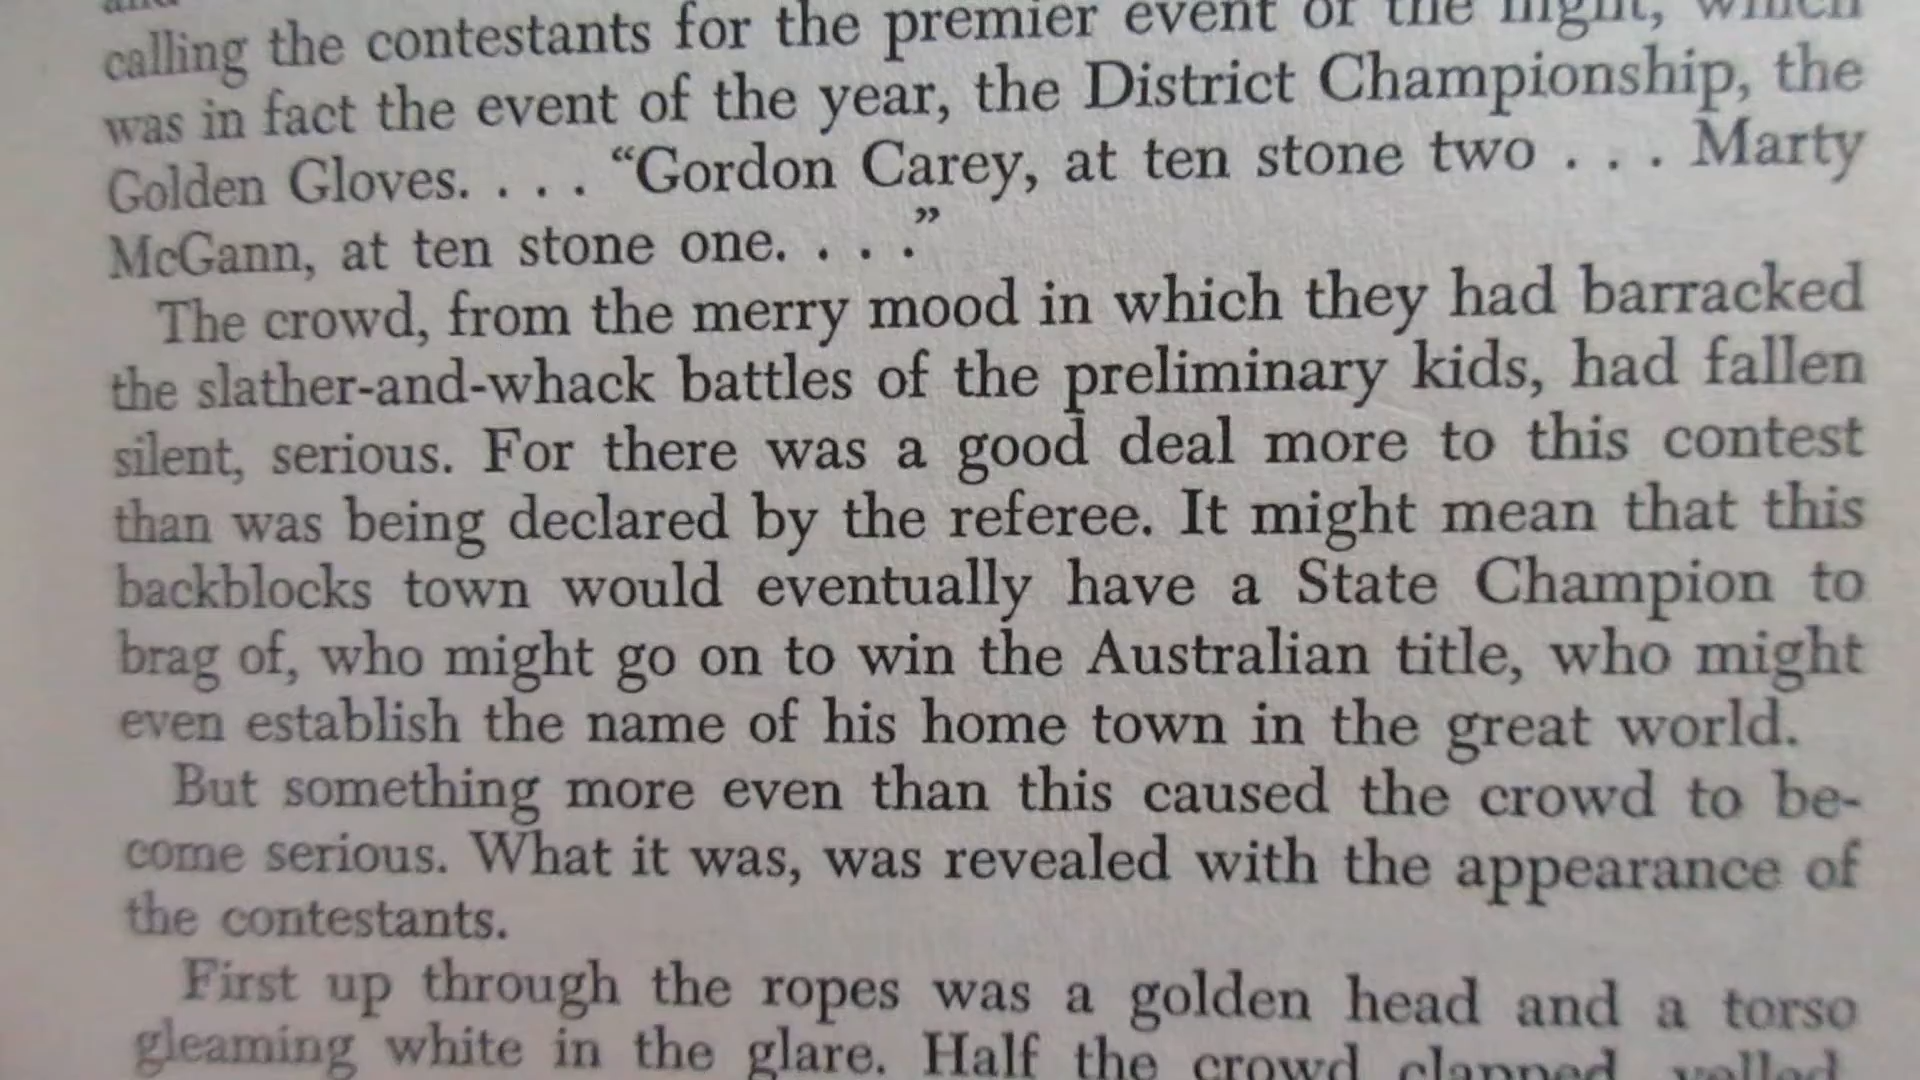 calling the contestants for the premier event of the night, which
was in fact the event of the year, the District Championship, the
Golden Gloves. . . . “Gordon Carey, at ten stone two . . . Marty
McGann, at ten stone one. . . .”
The crowd, from the merry mood in which they had barracked
the slather-and-whack battles of the preliminary kids, had fallen
silent, serious. For there was a good deal more to this contest
than was being declared by the referee. It might mean that this
backblocks town would eventually have a State Champion to
brag of, who might go on to win the Australian title, who might
even establish the name of his home town in the great world.
But something more even than this caused the crowd to be-
come serious. What it was, was revealed with the appearance of
the contestants.
First up through the ropes was a golden head and a torso
gleaming white in the glare. Half the crowd clapped, yelled,